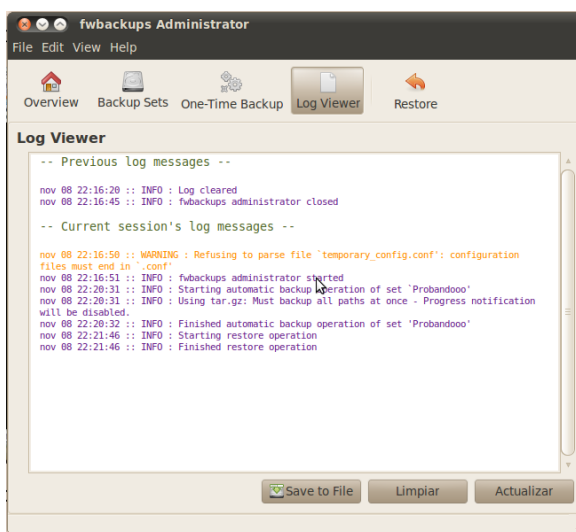 fwbackups Administrator
File Edit View Help
Overview Backup Sets One-Time Backup Log Viewer Restore
Log Viewer
-- Previous log messages --
nov 08 22:16:20 :: INFO : Log cleared
nov 08 22:16:45 :: INFO : fwbackups administrator closed
-- Current session's log messages --
nov 08 22:16:50 :: WARNING : Refusing to parse file `temporary_config.conf': configuration
files must end in `.conf'
nov 08 22:16:51 :: INFO : fwbackups administrator started
nov 08 22:20:31 :: INFO : Starting automatic backup operation of set `Probandooo'
nov 08 22:20:31 :: INFO : Using tar.gz: Must backup all paths at once - Progress notification
will be disabled.
nov 08 22:20:32 :: INFO : Finished automatic backup operation of set 'Probandooo'
nov 08 22:21:46 :: INFO : Starting restore operation
nov 08 22:21:46 :: INFO : Finished restore operation
Save to File Limpiar Actualizar